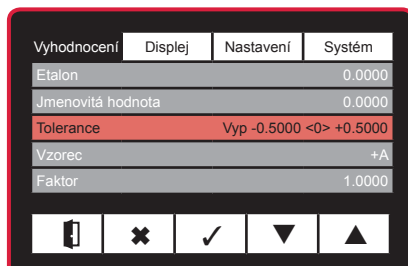 Vyhodnocení Displej Nastavení Systém
Etalon 0.0000
Jmenovitá hodnota 0.0000
Tolerance Vyp -0.5000 <0> +0.5000
Vzorec +A
Faktor 1.0000